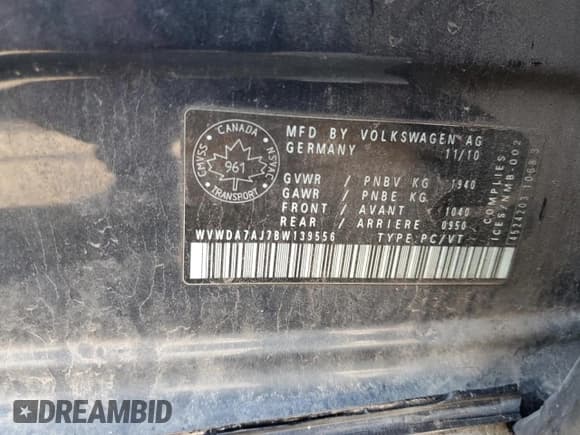 CMVSS CANADA NSVAC
961
TRANSPORT
MFD BY VOLKSWAGEN AG
GERMANY 11/10
GVWR / PNBV KG 1940
GAWR / PNBE KG
FRONT / AVANT 1040
REAR / ARRIERE 0950
WVWDA7AJ7BW139556 TYPE:PC/VT
COMPLIES
ICES/NMB-002
DREAMBID